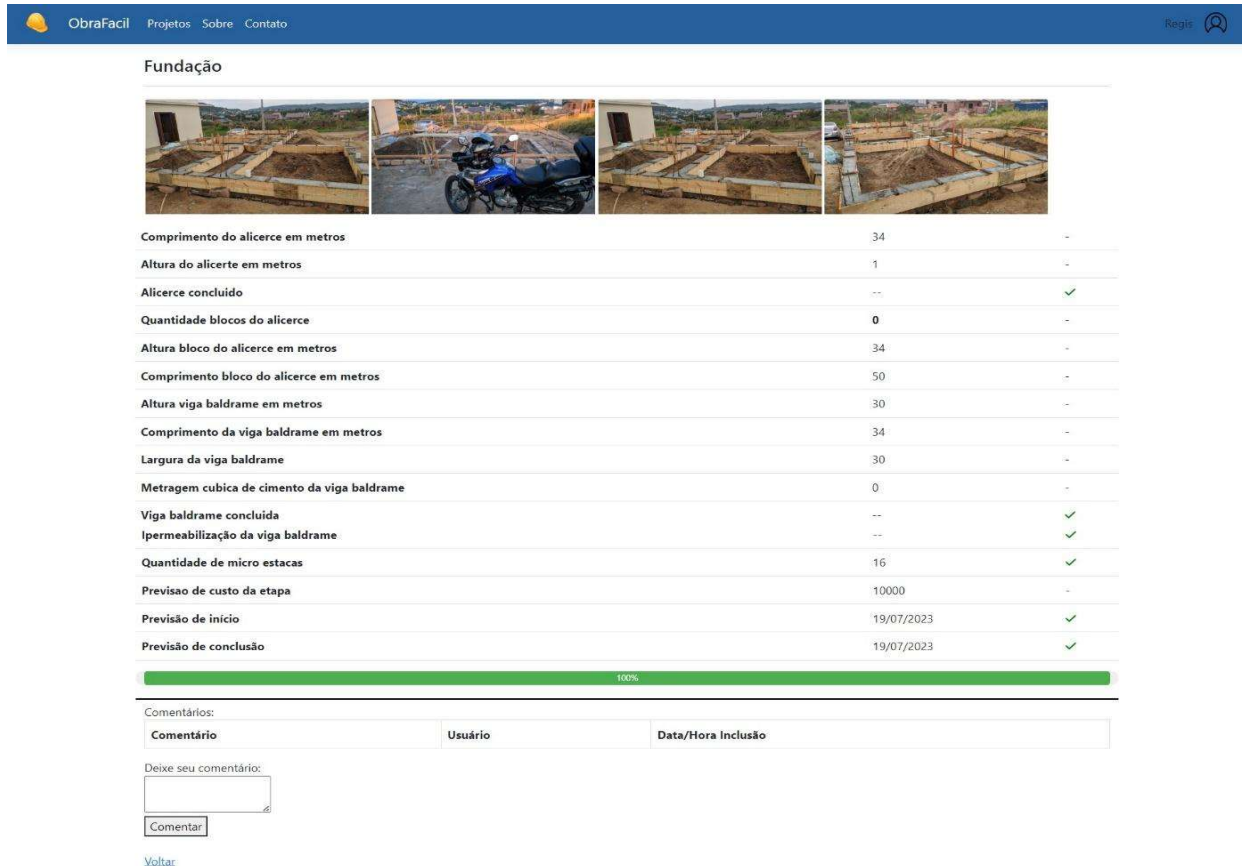 ObraFacil Projetos Sobre Contato Regis
Fundação
Comprimento do alicerce em metros 34 -
Altura do alicerte em metros 1 -
Alicerce concluido -- ✓
Quantidade blocos do alicerce 0 -
Altura bloco do alicerce em metros 34 -
Comprimento bloco do alicerce em metros 50 -
Altura viga baldrame em metros 30 -
Comprimento da viga baldrame em metros 34 -
Largura da viga baldrame 30 -
Metragem cubica de cimento da viga baldrame 0 -
Viga baldrame concluida -- ✓
Ipermeabilização da viga baldrame -- ✓
Quantidade de micro estacas 16 ✓
Previsao de custo da etapa 10000 -
Previsão de início 19/07/2023 ✓
Previsão de conclusão 19/07/2023 ✓
100%
Comentários:
Comentário Usuário Data/Hora Inclusão
Deixe seu comentário:
Comentar
Voltar